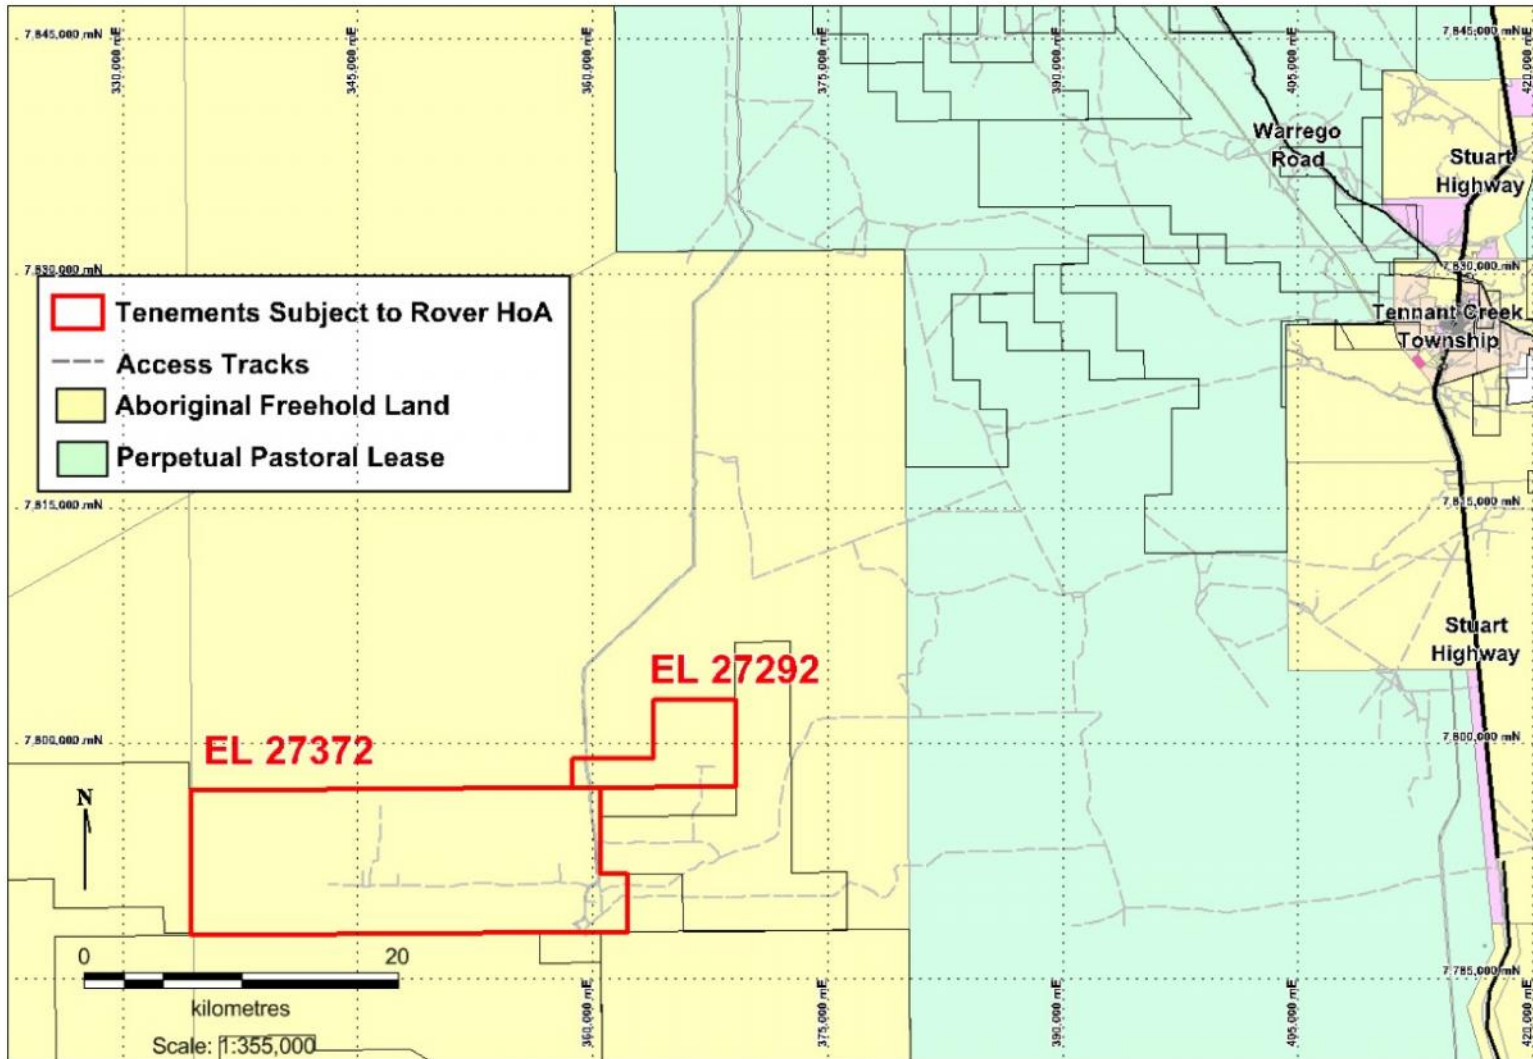 7,845,000 mN
330,000 mE
345,000 mE
360,000 mE
375,000 mE
390,000 mE
405,000 mE
420,000 mE
7,845,000 mN
Warrego
Road
Stuart
Highway
7,830,000 mN
7,830,000 mN
Tenements Subject to Rover HoA
Access Tracks
Aboriginal Freehold Land
Perpetual Pastoral Lease
Tennant Creek
Township
7,815,000 mN
7,815,000 mN
Stuart
Highway
EL 27292
7,800,000 mN
EL 27372
7,800,000 mN
N
0 20
kilometres
Scale: 1:355,000
360,000 mE
375,000 mE
390,000 mE
405,000 mE
420,000 mE
7,785,000 mN